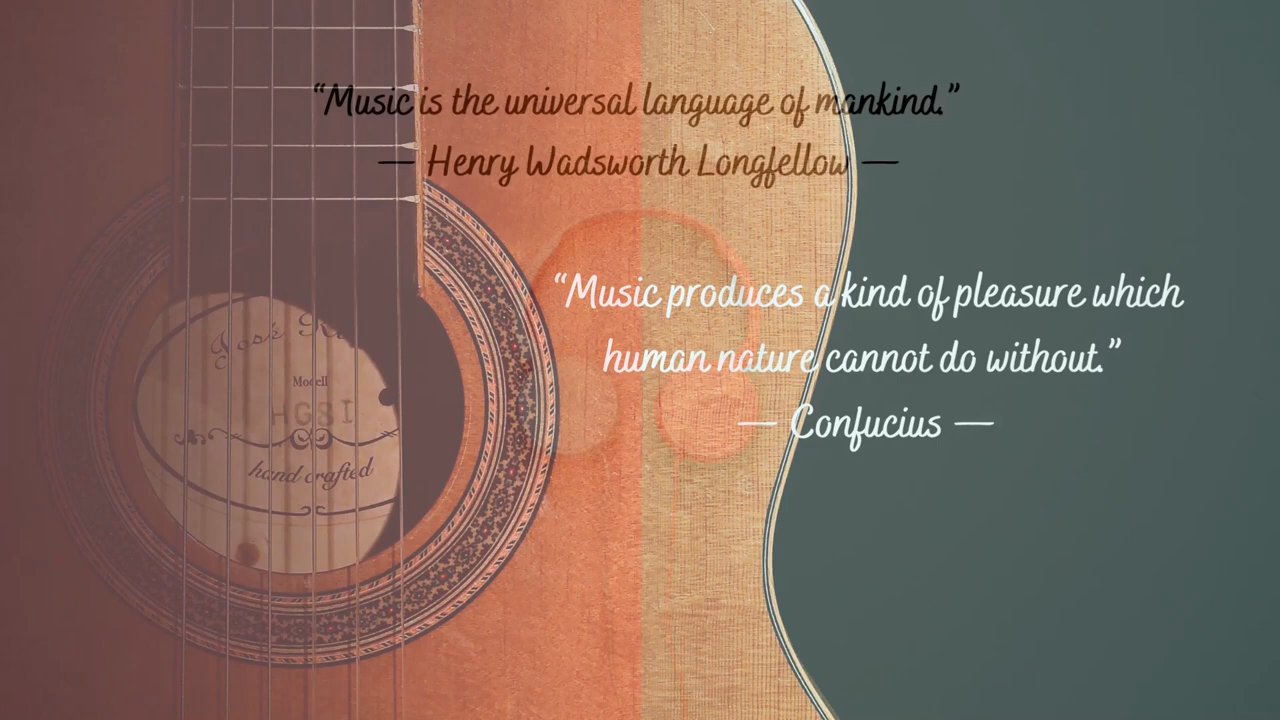 “Music is the universal language of mankind.”
— Henry Wadsworth Longfellow —
“Music produces a kind of pleasure which
human nature cannot do without.”
— Confucius —
Modell
HGSI
hand crafted